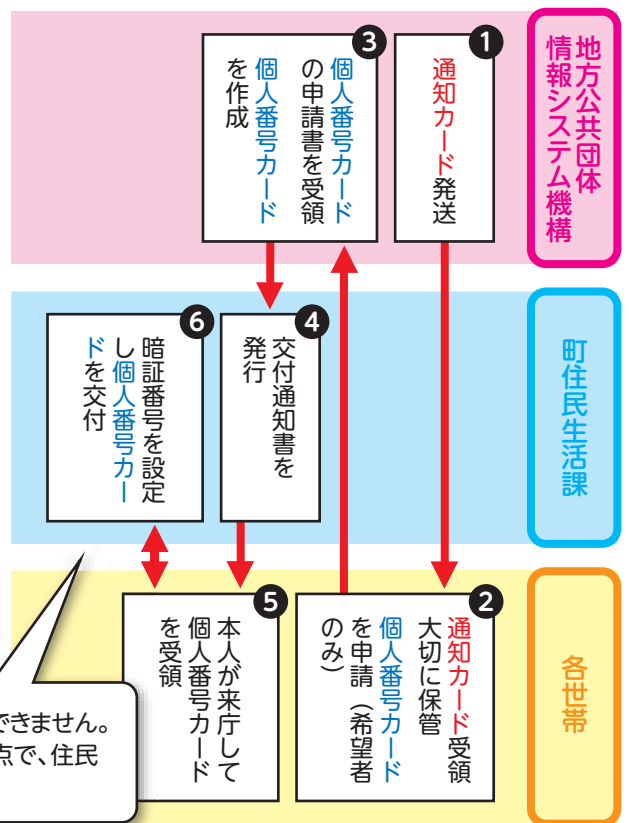 地方公共団体
情報システム機構
❶
通知カード発送
❸
個人番号カード
の申請書を受領
個人番号カード
を作成
町住民生活課
❹
交付通知書を
発行
❻
暗証番号を設定
し個人番号カー
ドを交付
各世帯
❷
通知カード受領
大切に保管
個人番号カード
を申請（希望者
のみ）
❺
本人が来庁して
個人番号カード
を受領
できません。
点で、住民